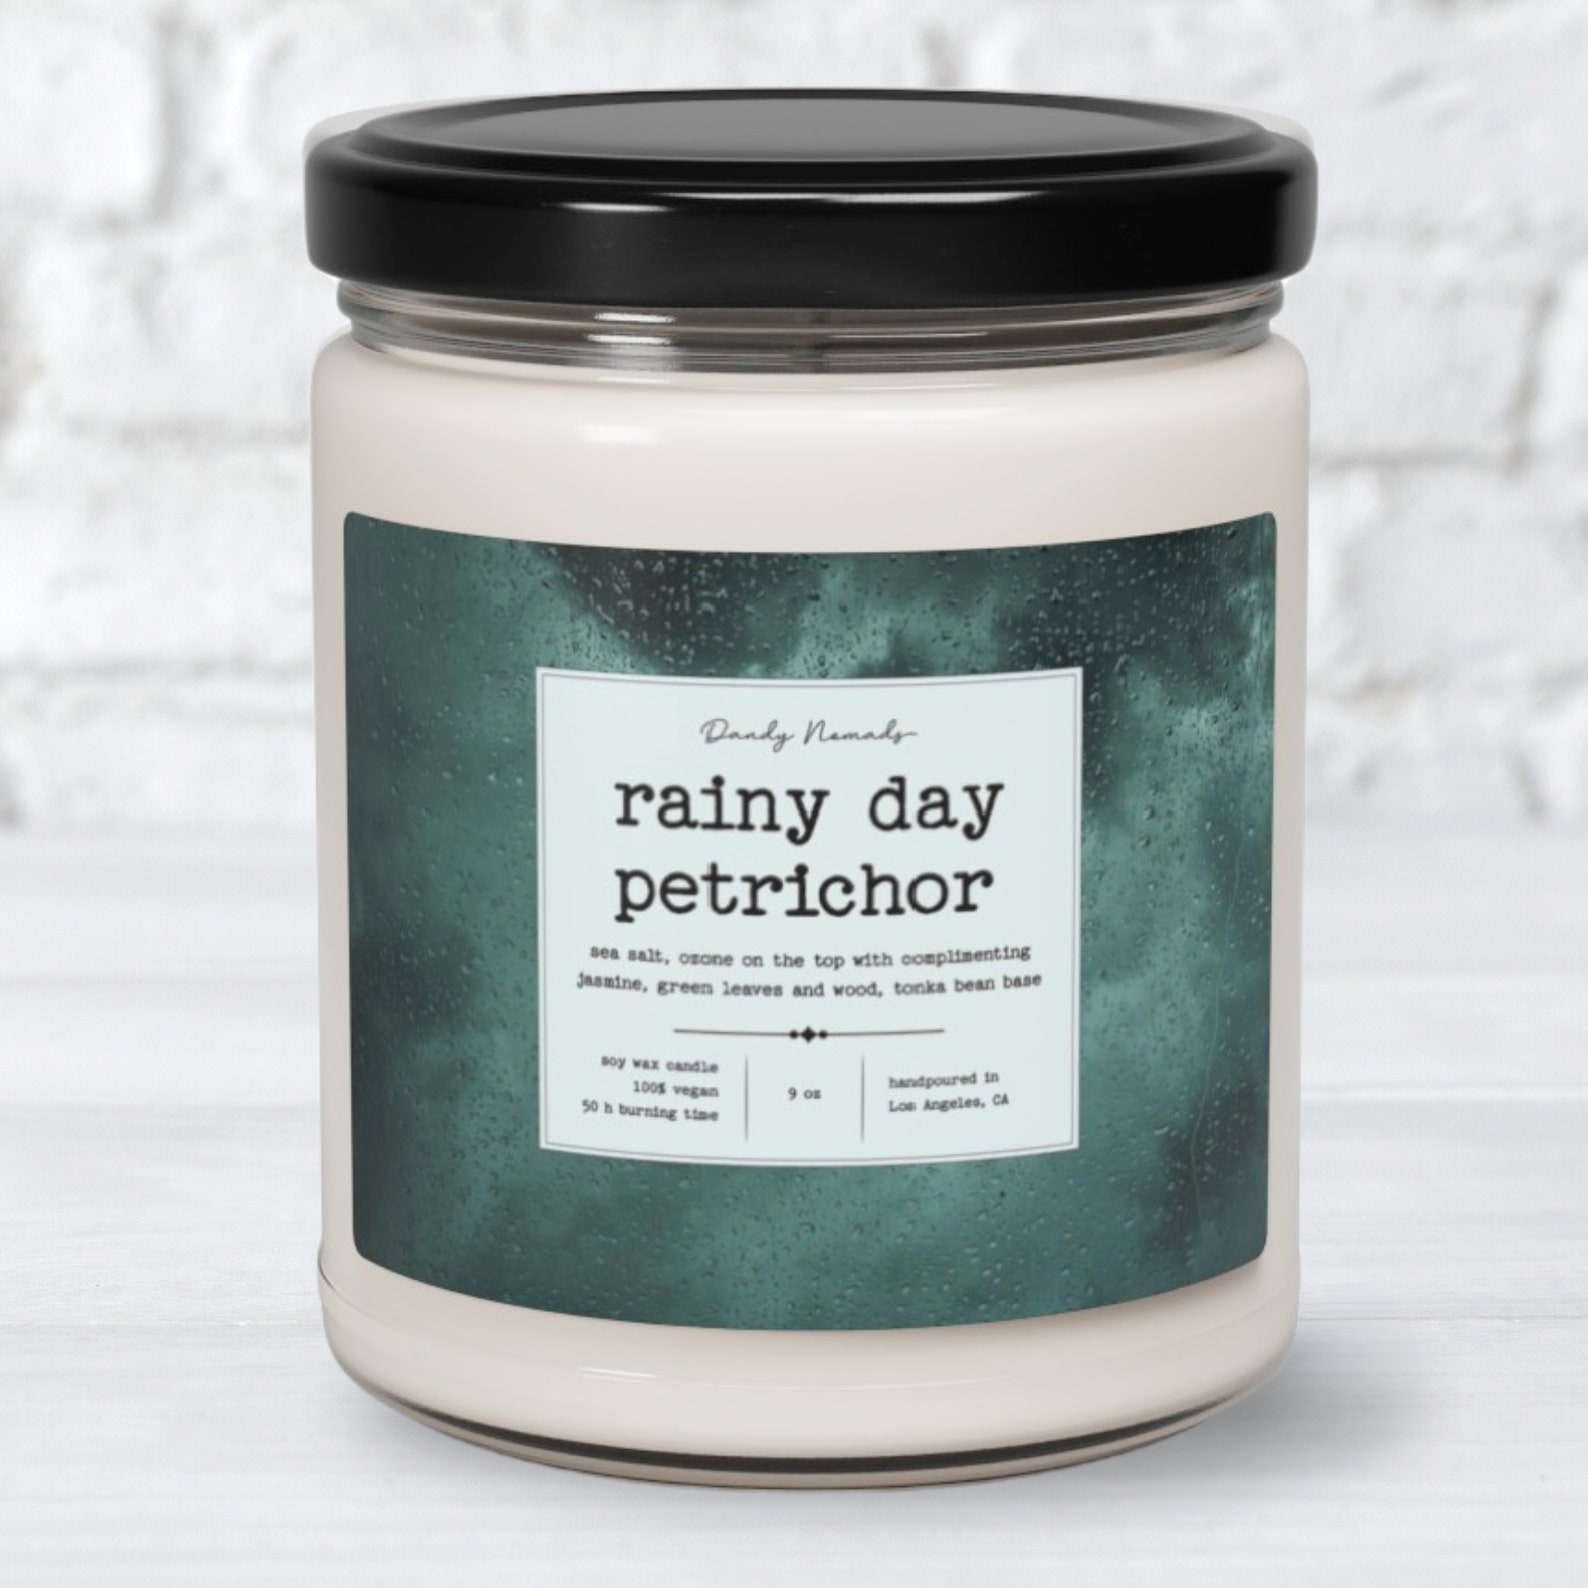 Dandy Nomads
rainy day
petrichor
sea salt, ozone on the top with complimenting
jasmine, green leaves and wood, tonka bean base
soy wax candle
100% vegan
50 h burning time
9 oz
handpoured in
Los Angeles, CA